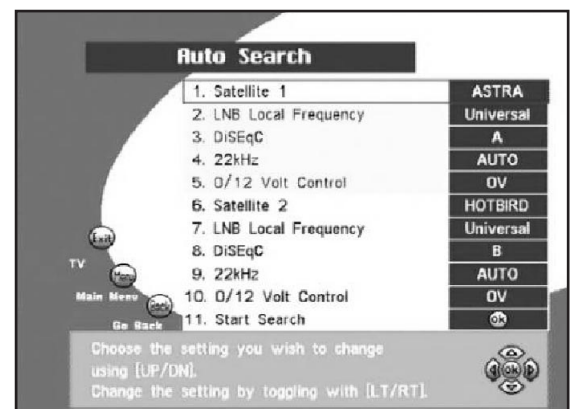 Auto Search
1. Satellite 1 ASTRA
2. LNB Local Frequency Universal
3. DiSEqC A
4. 22kHz AUTO
5. 0/12 Volt Control 0V
6. Satellite 2 HOTBIRD
7. LNB Local Frequency Universal
8. DiSEqC B
9. 22kHz AUTO
10. 0/12 Volt Control 0V
11. Start Search ok
Exit
TV
Menu
Main Menu
Back
Go Back
Choose the setting you wish to change
using [UP/DN].
Change the setting by toggling with [LT/RT].
ok